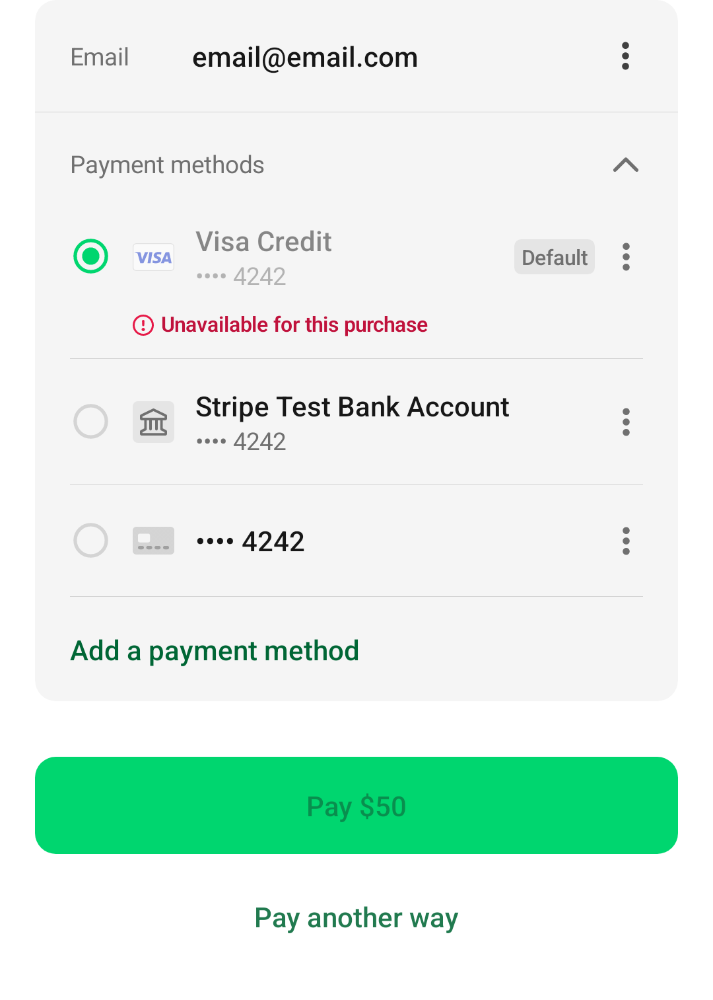 Email email@email.com
Payment methods
VISA Visa Credit Default
•••• 4242
Unavailable for this purchase
Stripe Test Bank Account
•••• 4242
•••• 4242
Add a payment method
Pay $50
Pay another way